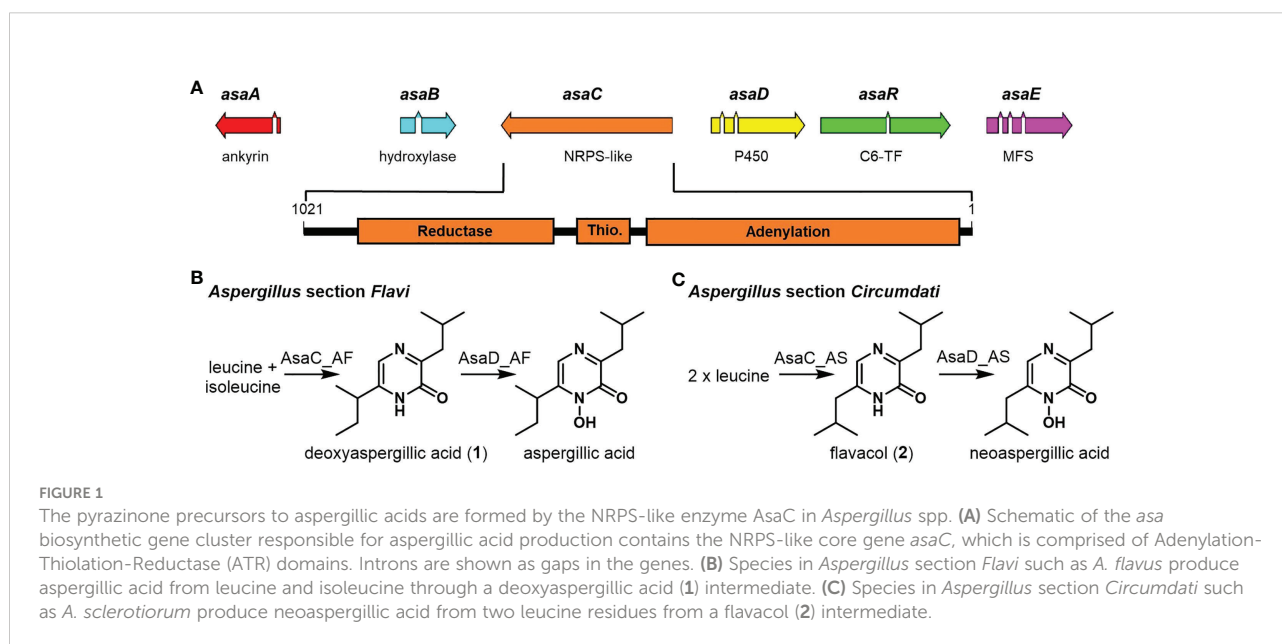 A
asaA asaB asaC asaD asaR asaE
ankyrin hydroxylase NRPS-like P450 C6-TF MFS
1021 1
Reductase Thio. Adenylation
B
Aspergillus section Flavi
leucine +
isoleucine
AsaC_AF
N
N
H
O
AsaD_AF
N
N
OH
O
deoxyaspergillic acid (1) aspergillic acid
C
Aspergillus section Circumdati
2 x leucine
AsaC_AS
N
N
H
O
AsaD_AS
N
N
OH
O
flavacol (2) neoaspergillic acid
FIGURE 1
The pyrazinone precursors to aspergillic acids are formed by the NRPS-like enzyme AsaC in Aspergillus spp. (A) Schematic of the asa
biosynthetic gene cluster responsible for aspergillic acid production contains the NRPS-like core gene asaC, which is comprised of Adenylation-
Thiolation-Reductase (ATR) domains. Introns are shown as gaps in the genes. (B) Species in Aspergillus section Flavi such as A. flavus produce
aspergillic acid from leucine and isoleucine through a deoxyaspergillic acid (1) intermediate. (C) Species in Aspergillus section Circumdati such
as A. sclerotiorum produce neoaspergillic acid from two leucine residues from a flavacol (2) intermediate.